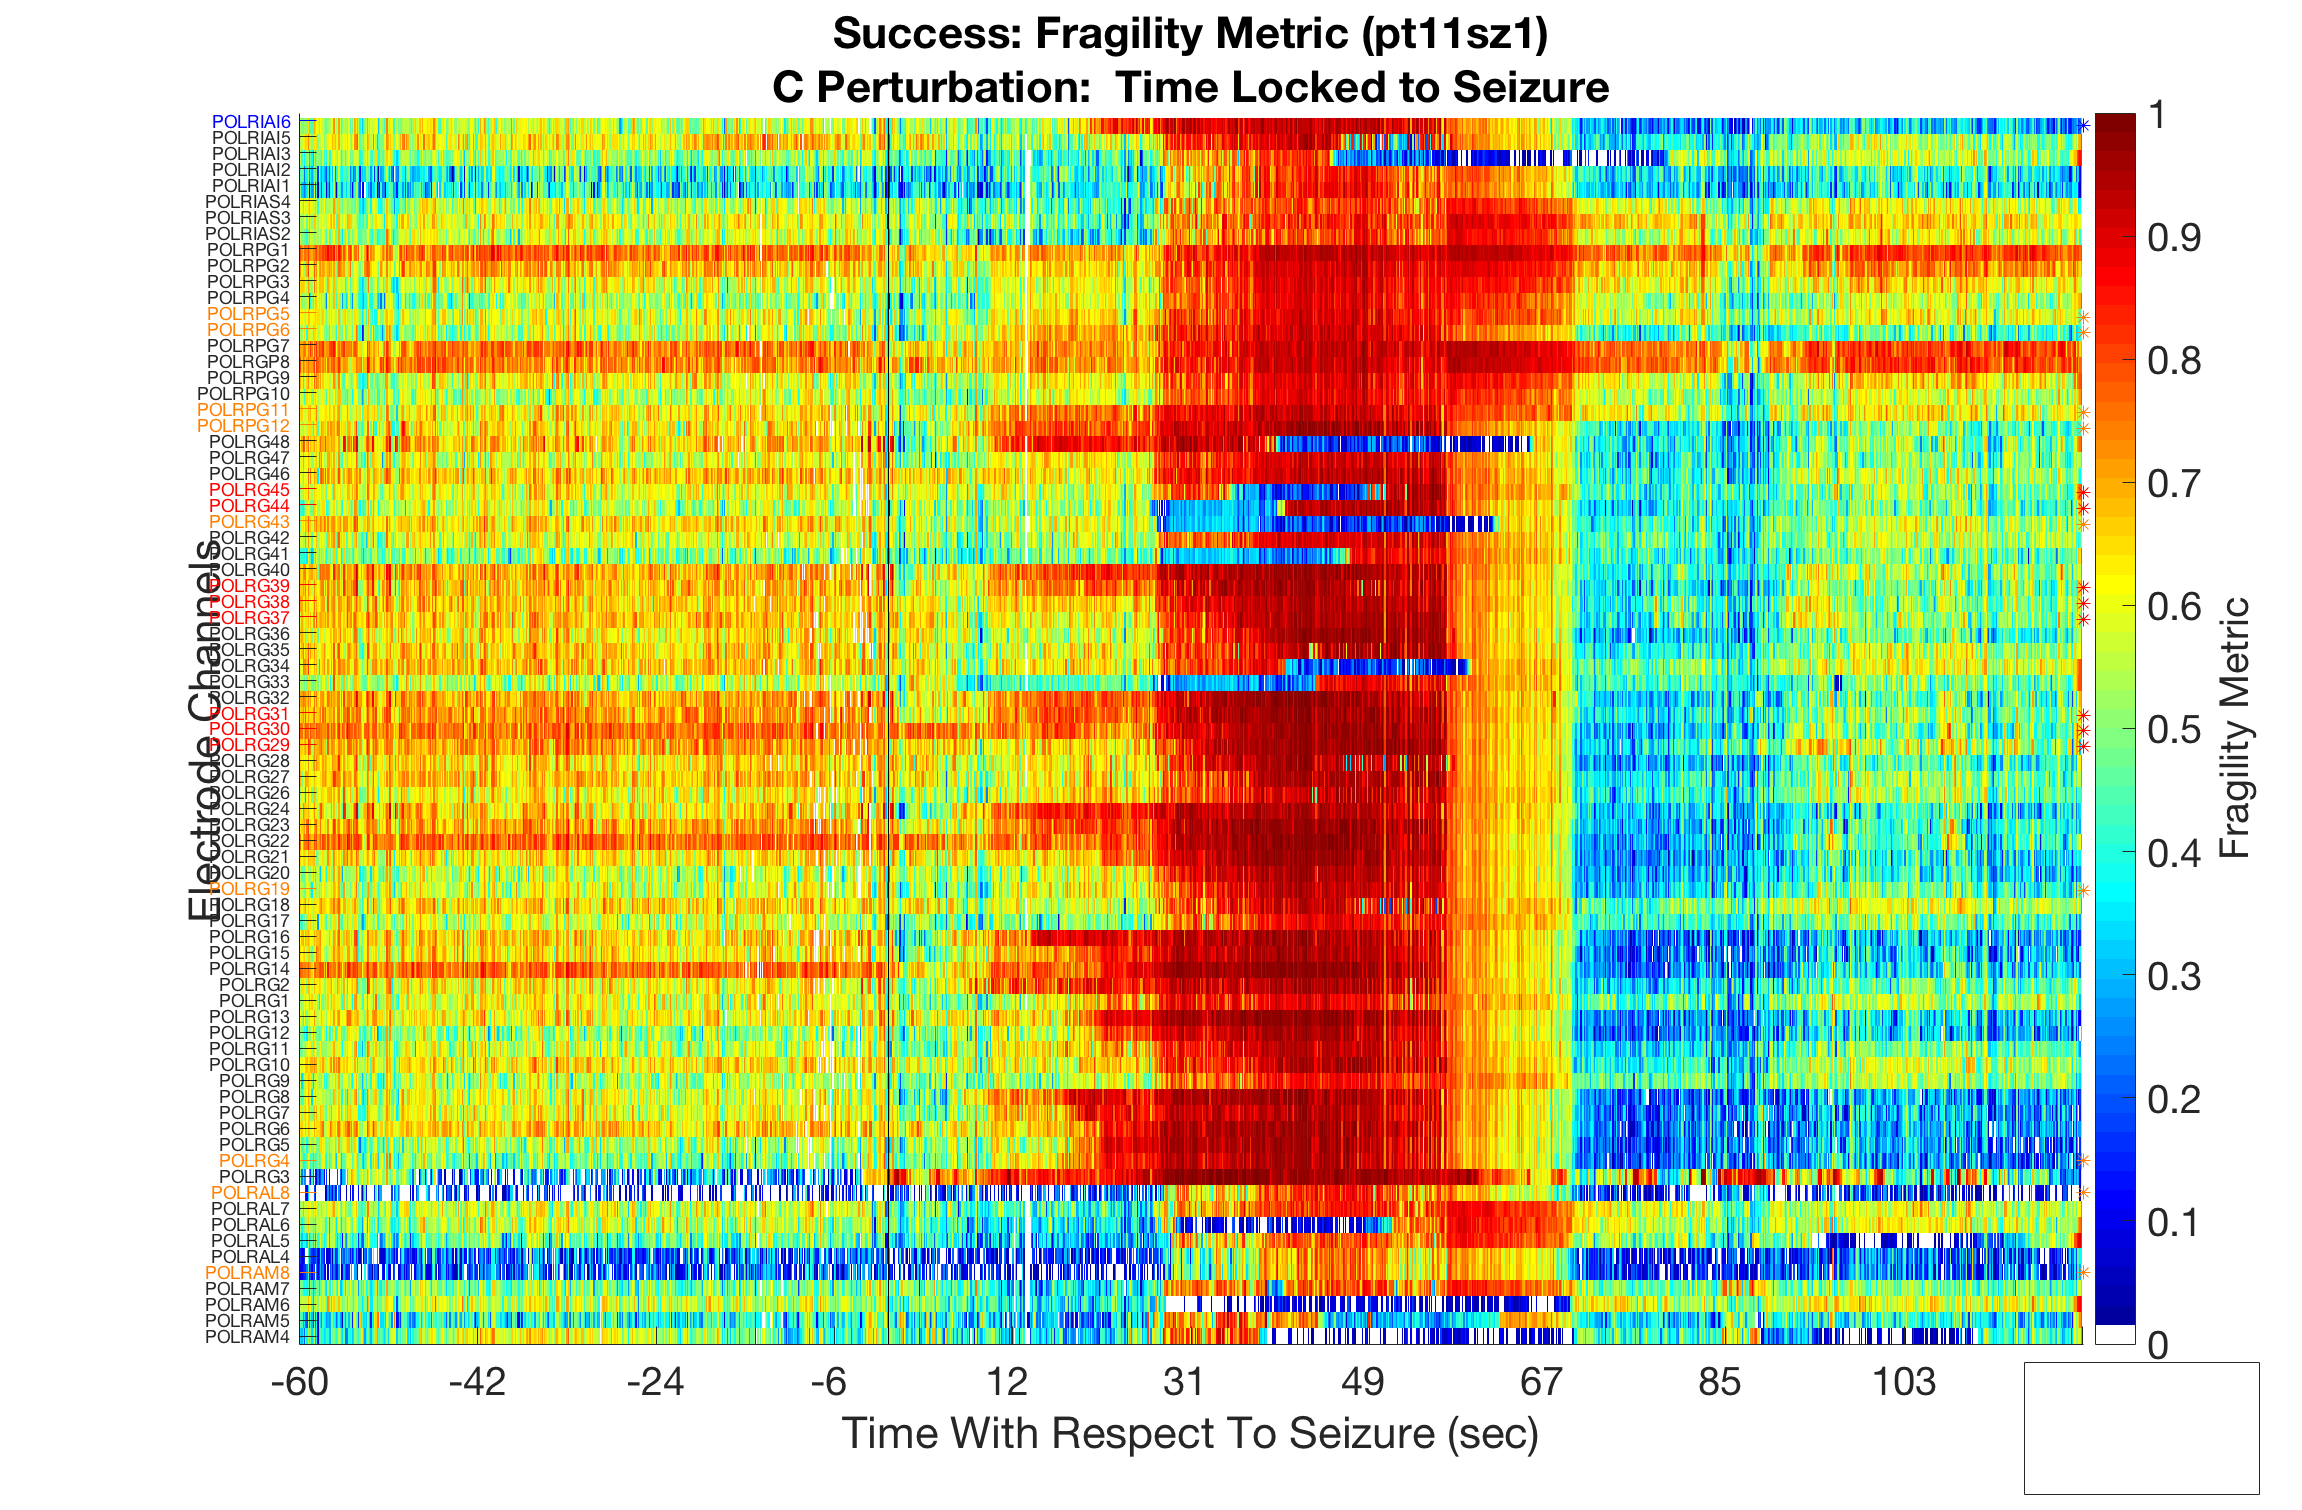 Success: Fragility Metric (pt11sz1)
C Perturbation:  Time Locked to Seizure
POLRIAI6
POLRIAI5
POLRIAI3
POLRIAI2
POLRIAI1
POLRIAS4
POLRIAS3
POLRIAS2
POLRPG1
POLRPG2
POLRPG3
POLRPG4
POLRPG5
POLRPG6
POLRPG7
POLRGP8
POLRPG9
POLRPG10
POLRPG11
POLRPG12
POLRG48
POLRG47
POLRG46
POLRG45
POLRG44
POLRG43
POLRG42
POLRG41
POLRG40
POLRG39
POLRG38
POLRG37
POLRG36
POLRG35
POLRG34
POLRG33
POLRG32
POLRG31
POLRG30
POLRG29
POLRG28
POLRG27
POLRG26
POLRG24
POLRG23
POLRG22
POLRG21
POLRG20
POLRG19
POLRG18
POLRG17
POLRG16
POLRG15
POLRG14
POLRG2
POLRG1
POLRG13
POLRG12
POLRG11
POLRG10
POLRG9
POLRG8
POLRG7
POLRG6
POLRG5
POLRG4
POLRG3
POLRAL8
POLRAL7
POLRAL6
POLRAL5
POLRAL4
POLRAM8
POLRAM7
POLRAM6
POLRAM5
POLRAM4
Electrode Channels
-60 -42 -24 -6 12 31 49 67 85 103
Time With Respect To Seizure (sec)
1
0.9
0.8
0.7
0.6
0.5
0.4
0.3
0.2
0.1
0
Fragility Metric